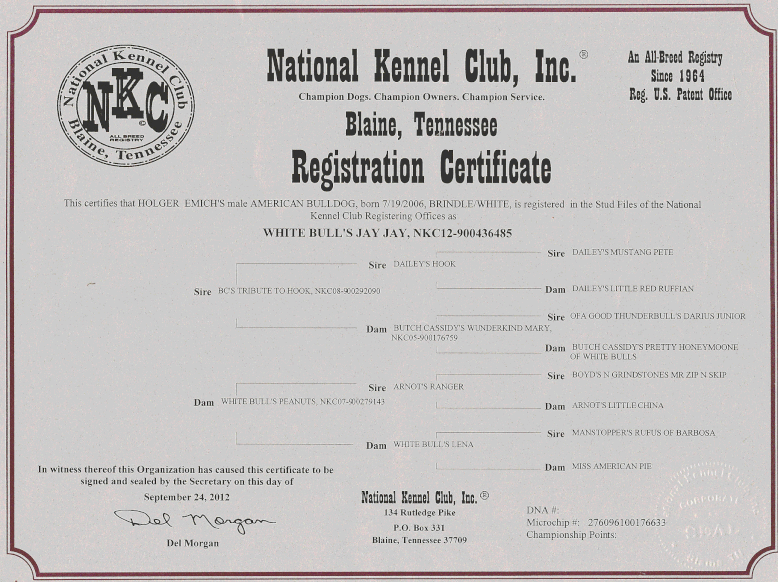 National Kennel Club
NKC
©
ALL BREED
REGISTRY
Blaine, Tennessee
National Kennel Club, Inc.®
Champion Dogs. Champion Owners. Champion Service.
Blaine, Tennessee
Registration Certificate
An All-Breed Registry
Since 1964
Reg. U.S. Patent Office
This certifies that HOLGER EMICH'S male AMERICAN BULLDOG, born 7/19/2006, BRINDLE/WHITE, is registered in the Stud Files of the National
Kennel Club Registering Offices as
WHITE BULL'S JAY JAY, NKC12-900436485
Sire DAILEY'S MUSTANG PETE
Sire DAILEY'S HOOK
Dam DAILEY'S LITTLE RED RUFFIAN
Sire BC'S TRIBUTE TO HOOK, NKC08-900292090
Sire OFA GOOD THUNDERBULL'S DARIUS JUNIOR
Dam BUTCH CASSIDY'S WUNDERKIND MARY,
NKC05-900176759
Dam BUTCH CASSIDY'S PRETTY HONEYMOONE
OF WHITE BULLS
Sire BOYD'S N GRINDSTONES MR ZIP N SKIP
Sire ARNOT'S RANGER
Dam WHITE BULL'S PEANUTS, NKC07-900279143
Dam ARNOT'S LITTLE CHINA
Sire MANSTOPPER'S RUFUS OF BARBOSA
Dam WHITE BULL'S LENA
Dam MISS AMERICAN PIE
In witness thereof this Organization has caused this certificate to be
signed and sealed by the Secretary on this day of
September 24, 2012
Del Morgan
Del Morgan
National Kennel Club, Inc.®
134 Rutledge Pike
P.O. Box 331
Blaine, Tennessee 37709
DNA #:
Microchip #: 276096100176633
Championship Points: